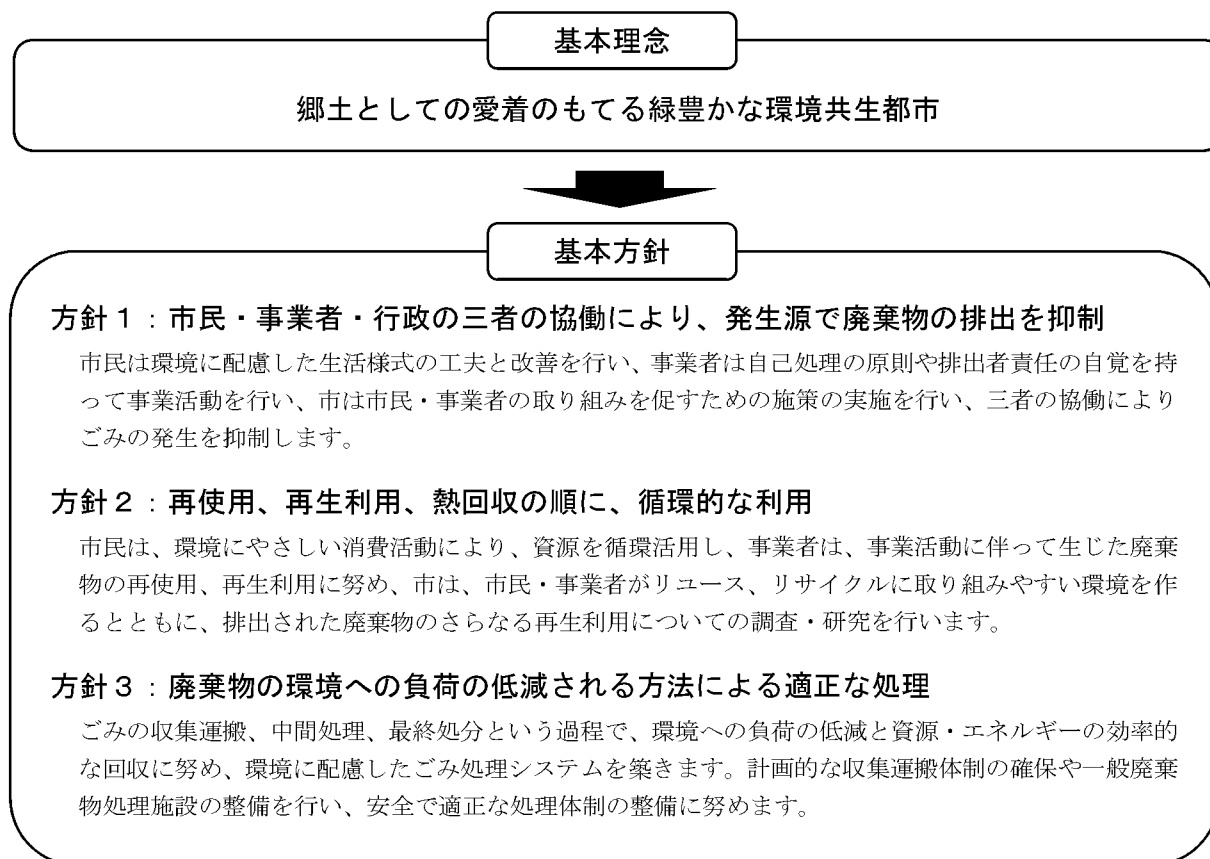 基本理念
郷土としての愛着のもてる緑豊かな環境共生都市
基本方針
方針１：市民・事業者・行政の三者の協働により、発生源で廃棄物の排出を抑制
市民は環境に配慮した生活様式の工夫と改善を行い、事業者は自己処理の原則や排出者責任の自覚を持
って事業活動を行い、市は市民・事業者の取り組みを促すための施策の実施を行い、三者の協働により
ごみの発生を抑制します。
方針２：再使用、再生利用、熱回収の順に、循環的な利用
市民は、環境にやさしい消費活動により、資源を循環活用し、事業者は、事業活動に伴って生じた廃棄
物の再使用、再生利用に努め、市は、市民・事業者がリユース、リサイクルに取り組みやすい環境を作
るとともに、排出された廃棄物のさらなる再生利用についての調査・研究を行います。
方針３：廃棄物の環境への負荷の低減される方法による適正な処理
ごみの収集運搬、中間処理、最終処分という過程で、環境への負荷の低減と資源・エネルギーの効率的
な回収に努め、環境に配慮したごみ処理システムを築きます。計画的な収集運搬体制の確保や一般廃棄
物処理施設の整備を行い、安全で適正な処理体制の整備に努めます。